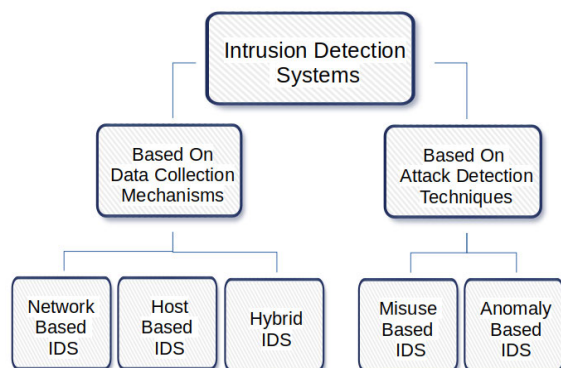 Intrusion Detection
Systems
Based On
Data Collection
Mechanisms
Based On
Attack Detection
Techniques
Network
Based
IDS
Host
Based
IDS
Hybrid
IDS
Misuse
Based
IDS
Anomaly
Based
IDS